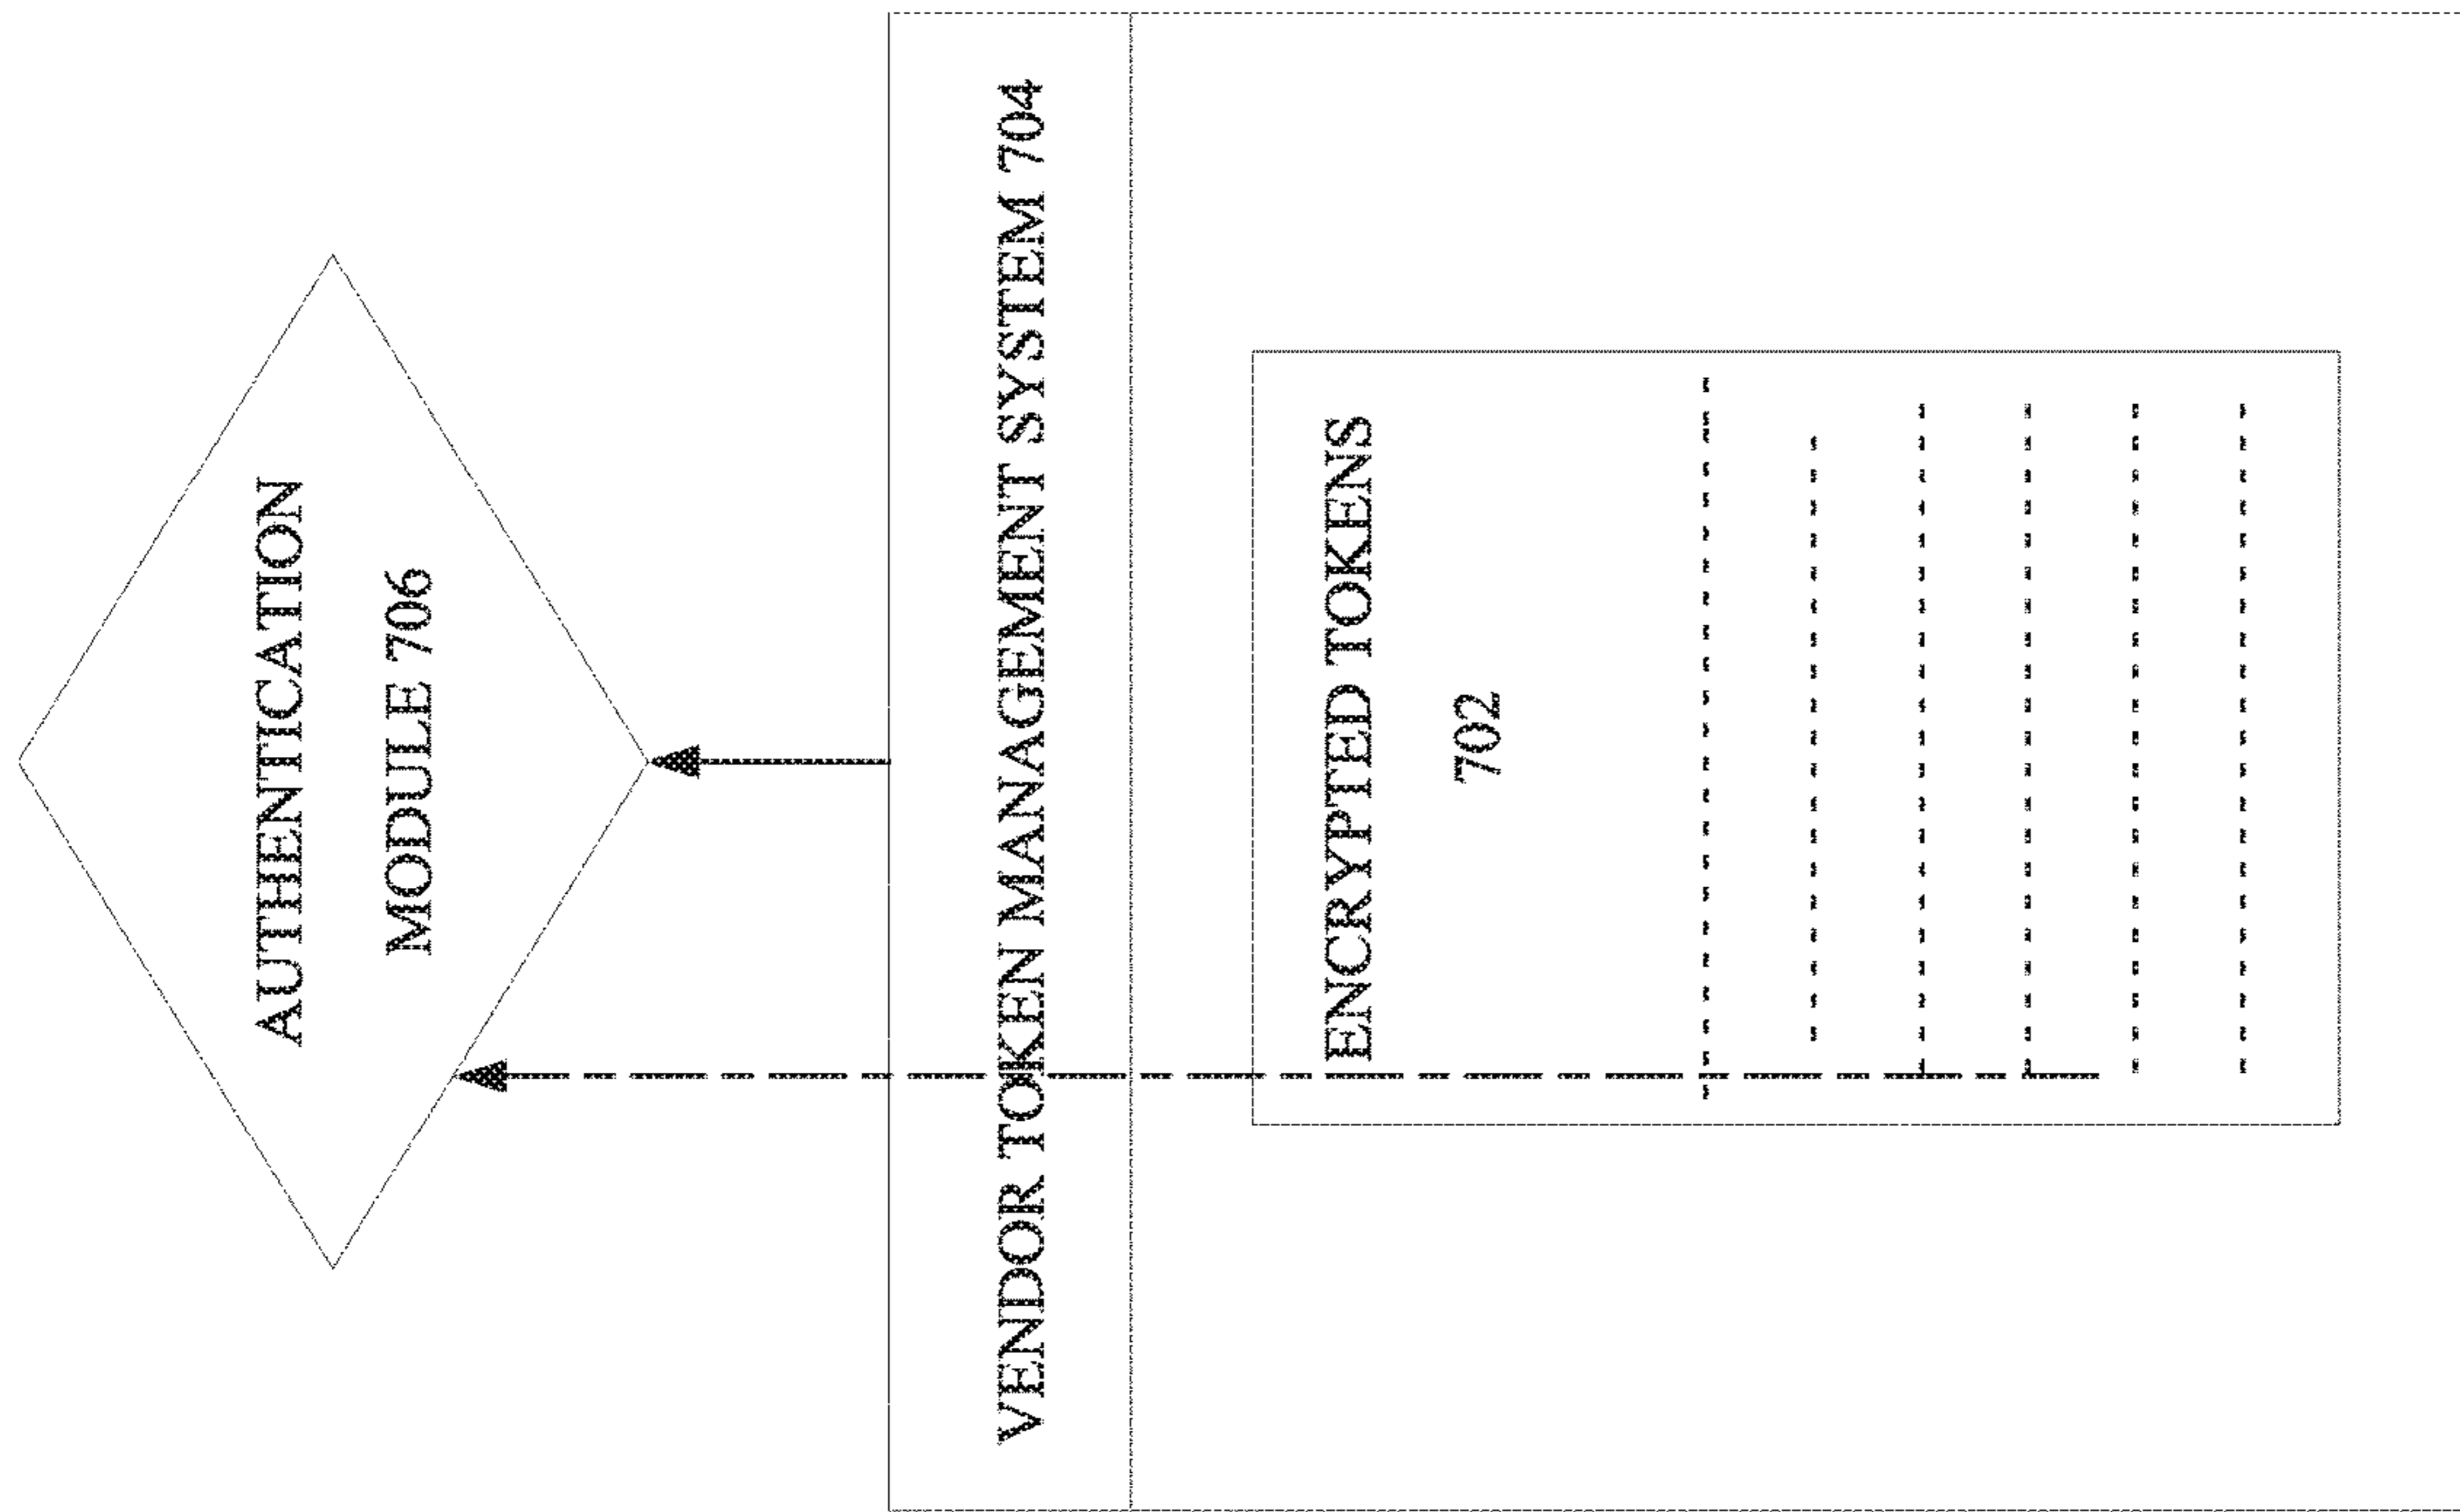 AUTHENTICATION
MODULE 706
VENDOR TOKEN MANAGEMENT SYSTEM 704
ENCRYPTED TOKENS
702